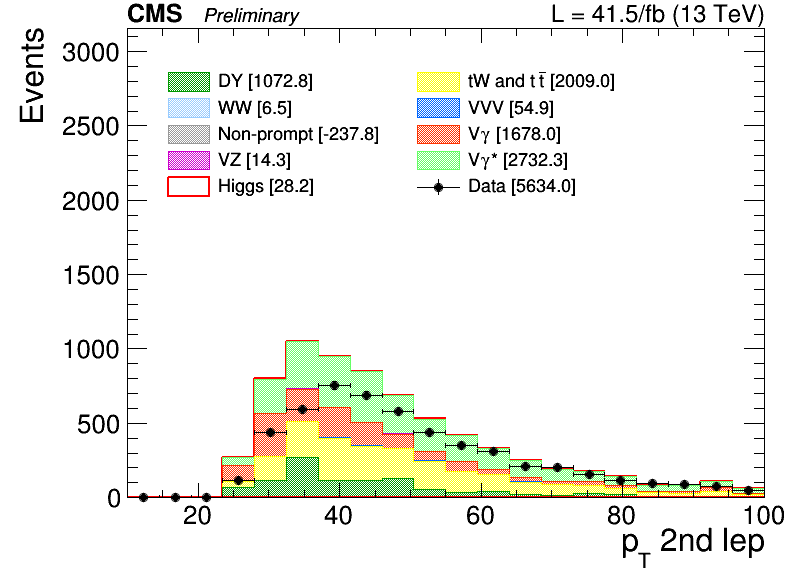 CMS Preliminary L = 41.5/fb (13 TeV)
Events
3000
2500
2000
1500
1000
500
0
DY [1072.8]
WW [6.5]
Non-prompt [-237.8]
VZ [14.3]
Higgs [28.2]
tW and tt̄ [2009.0]
VVV [54.9]
Vγ [1678.0]
Vγ* [2732.3]
Data [5634.0]
20 40 60 80 100
p_T 2nd lep